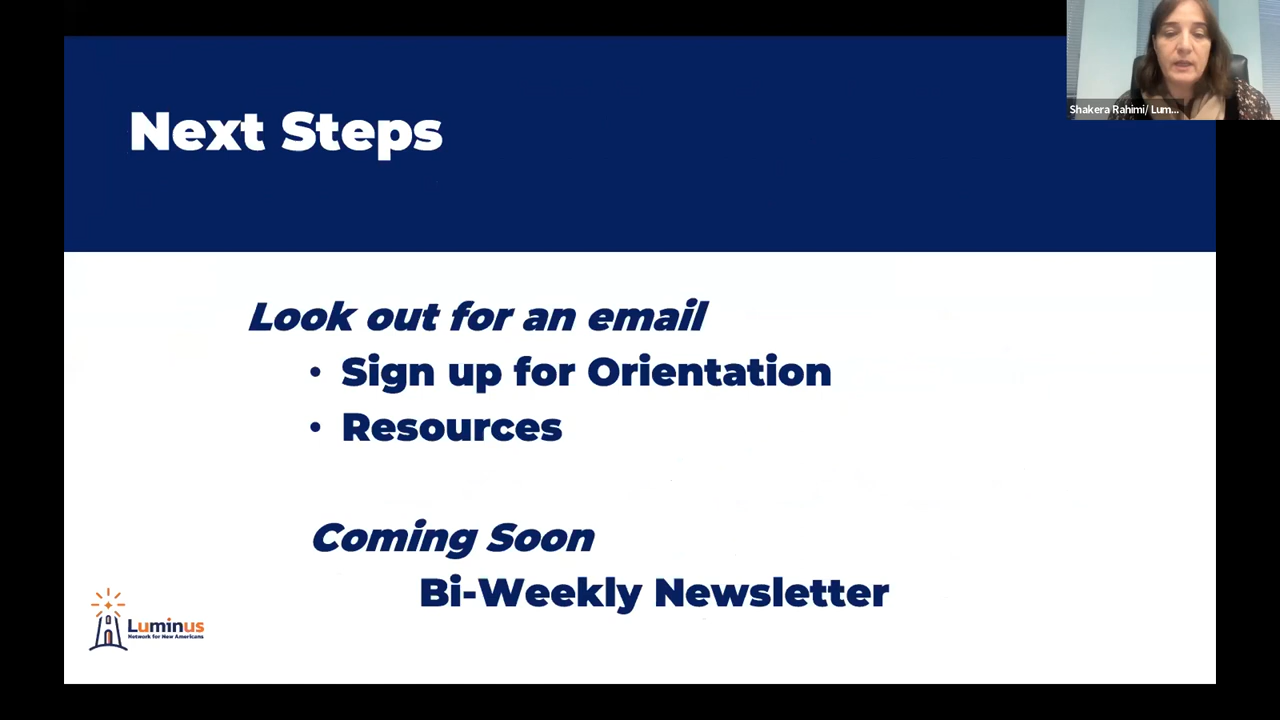 Shakera Rahimi/ Lum...
Next Steps
Look out for an email
• Sign up for Orientation
• Resources
Coming Soon
Bi-Weekly Newsletter
Luminus
Network for New Americans